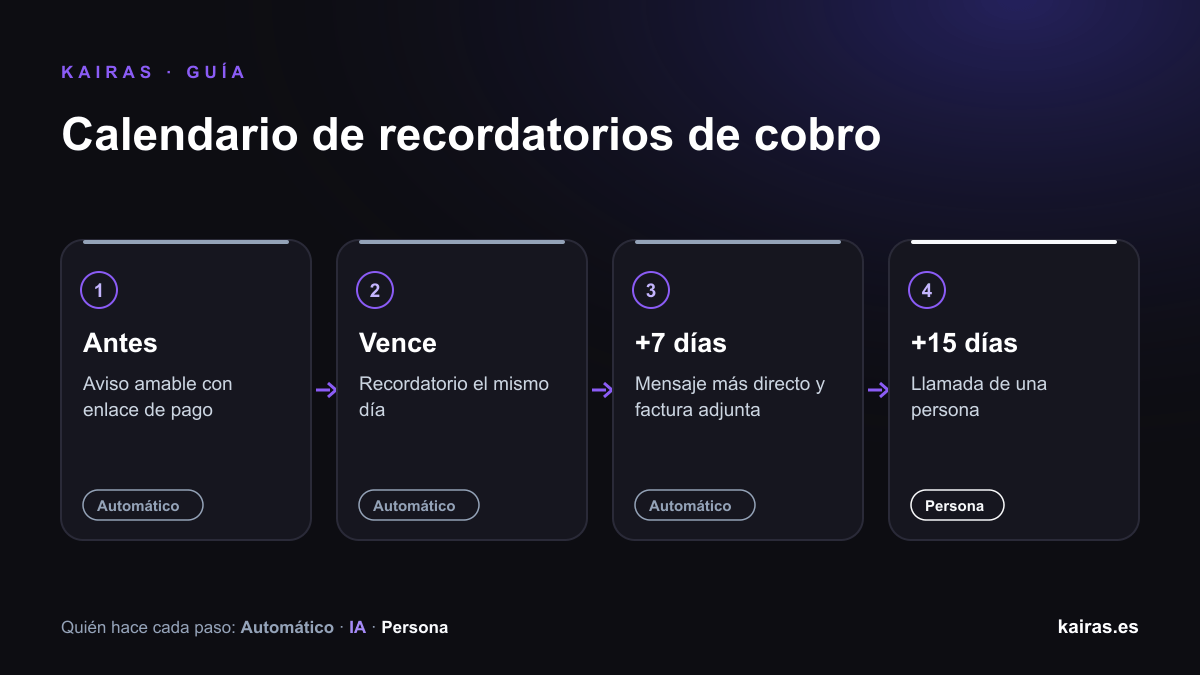 KAIRAS · GUÍA
Calendario de recordatorios de cobro
1
Antes
Aviso amable con
enlace de pago
Automático
2
Vence
Recordatorio el mismo
día
Automático
3
+7 días
Mensaje más directo y
factura adjunta
Automático
4
+15 días
Llamada de una
persona
Persona
Quién hace cada paso: Automático · IA · Persona
kairas.es